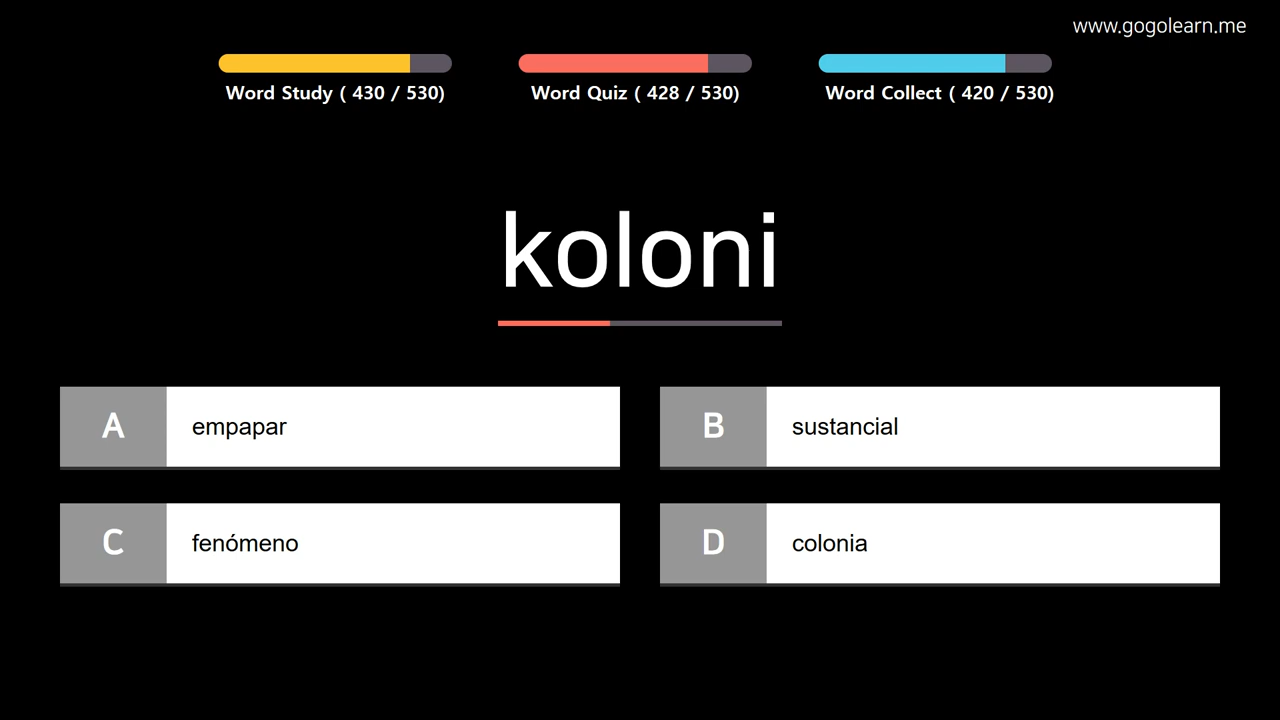 www.gogolearn.me
Word Study ( 430 / 530)
Word Quiz ( 428 / 530)
Word Collect ( 420 / 530)
koloni
A
empapar
B
sustancial
C
fenómeno
D
colonia